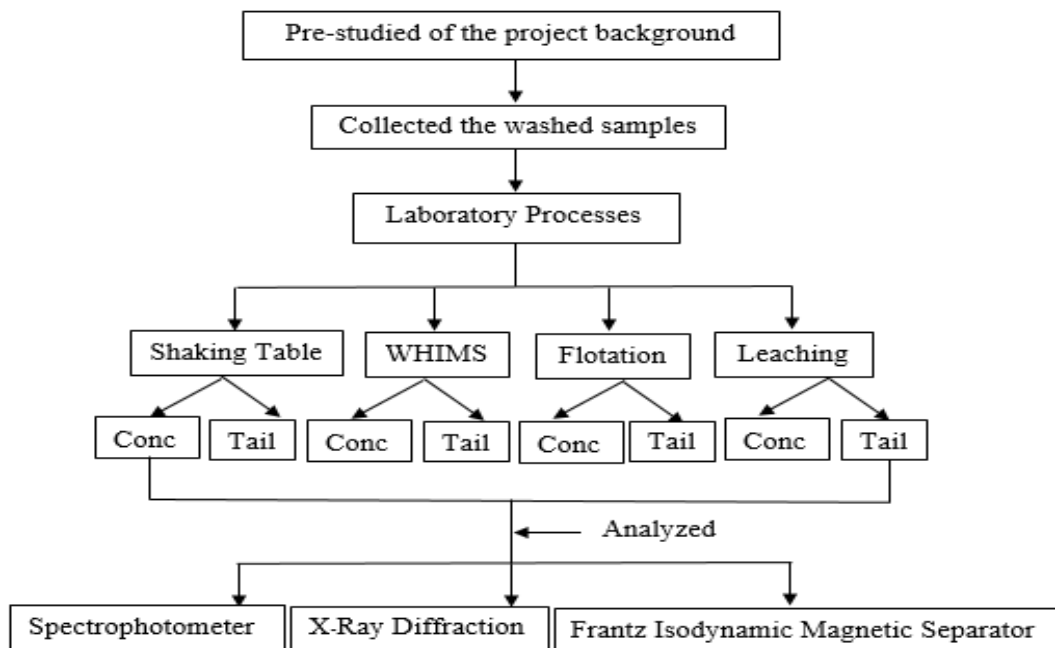 Pre-studied of the project background
Collected the washed samples
Laboratory Processes
Shaking Table
WHIMS
Flotation
Leaching
Conc
Tail
Conc
Tail
Conc
Tail
Conc
Tail
Analyzed
Spectrophotometer
X-Ray Diffraction
Frantz Isodynamic Magnetic Separator